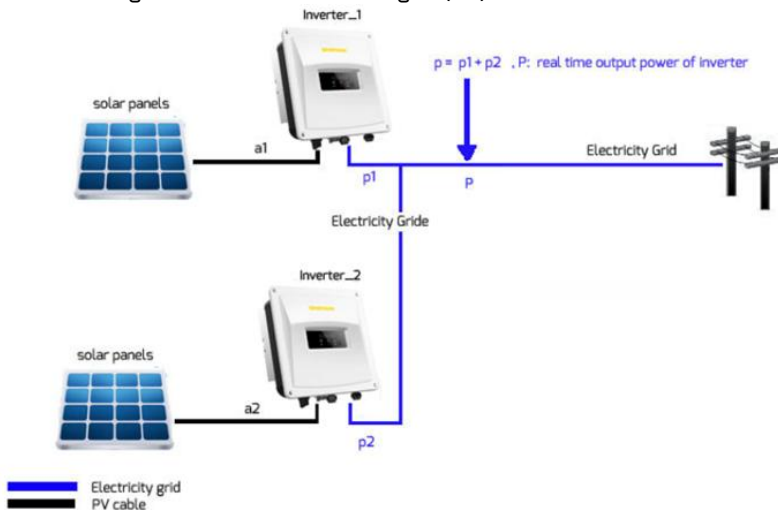 Inverter_1
p = p1 + p2 , P: real time output power of inverter
solar panels
a1
Electricity Grid
p1
P
Electricity Gride
Inverter_2
solar panels
a2
p2
Electricity grid
PV cable